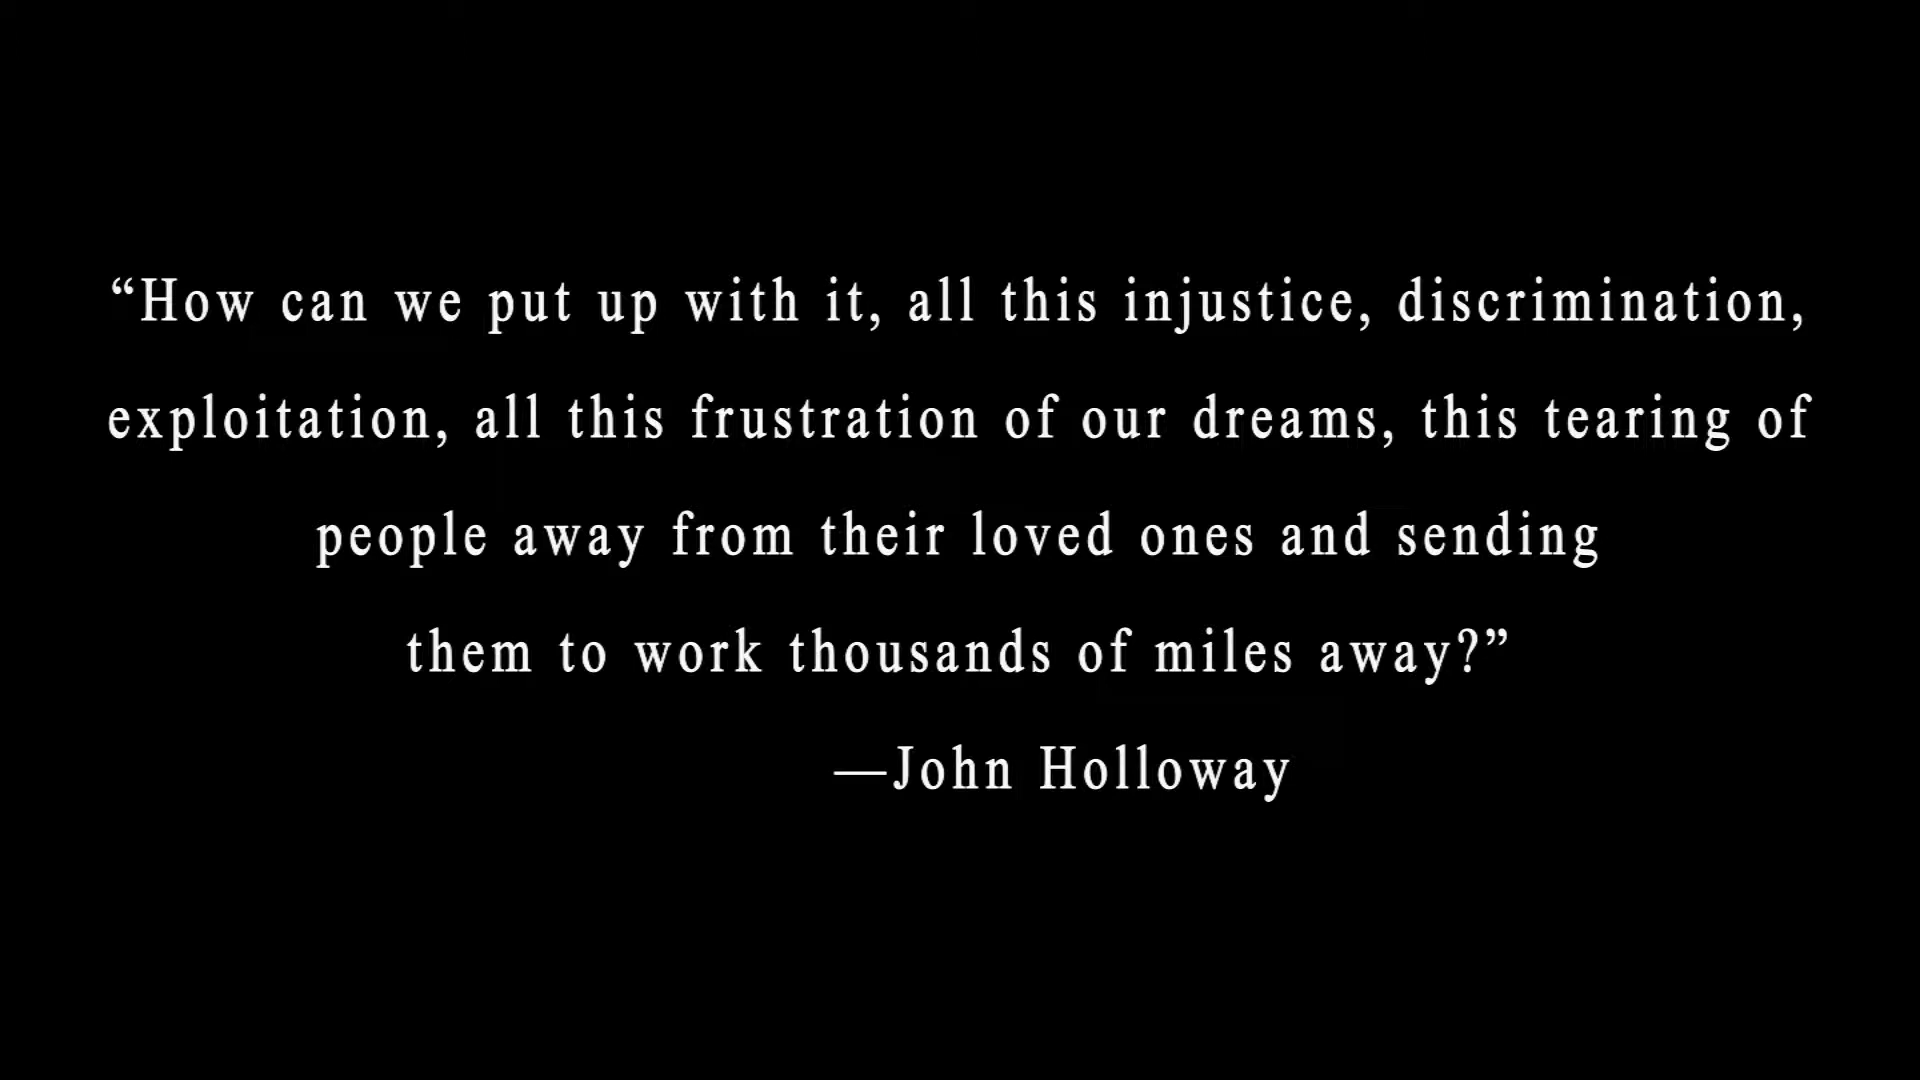 “How can we put up with it, all this injustice, discrimination,
exploitation, all this frustration of our dreams, this tearing of
people away from their loved ones and sending
them to work thousands of miles away?”
—John Holloway